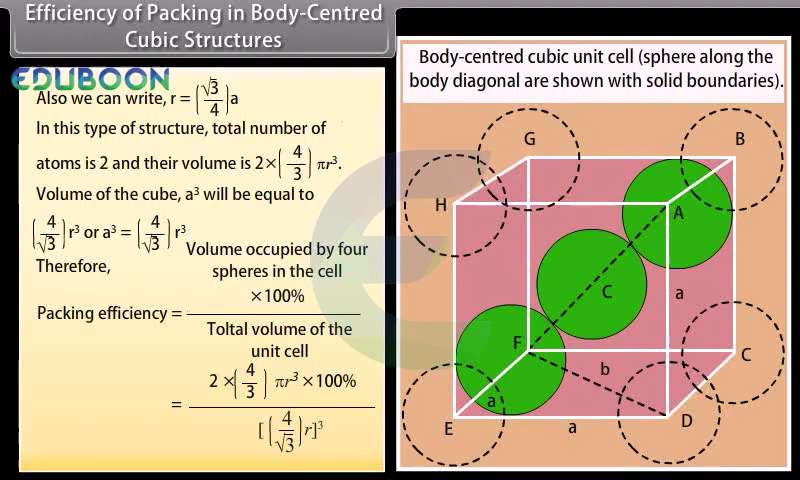 Efficiency of Packing in Body-Centred
Cubic Structures
EDUBOON
Also we can write, r = (√3/4)a
In this type of structure, total number of
atoms is 2 and their volume is 2×(4/3) πr³.
Volume of the cube, a³ will be equal to
(4/√3) r³ or a³ = (4/√3) r³
Therefore,
Volume occupied by four
spheres in the cell
×100%
Packing efficiency =
Toltal volume of the
unit cell
= 2 ×(4/3) πr³ ×100%
[(4/√3)r]³
Body-centred cubic unit cell (sphere along the
body diagonal are shown with solid boundaries).
G
B
H
A
C
a
F
C
b
a
E
a
D